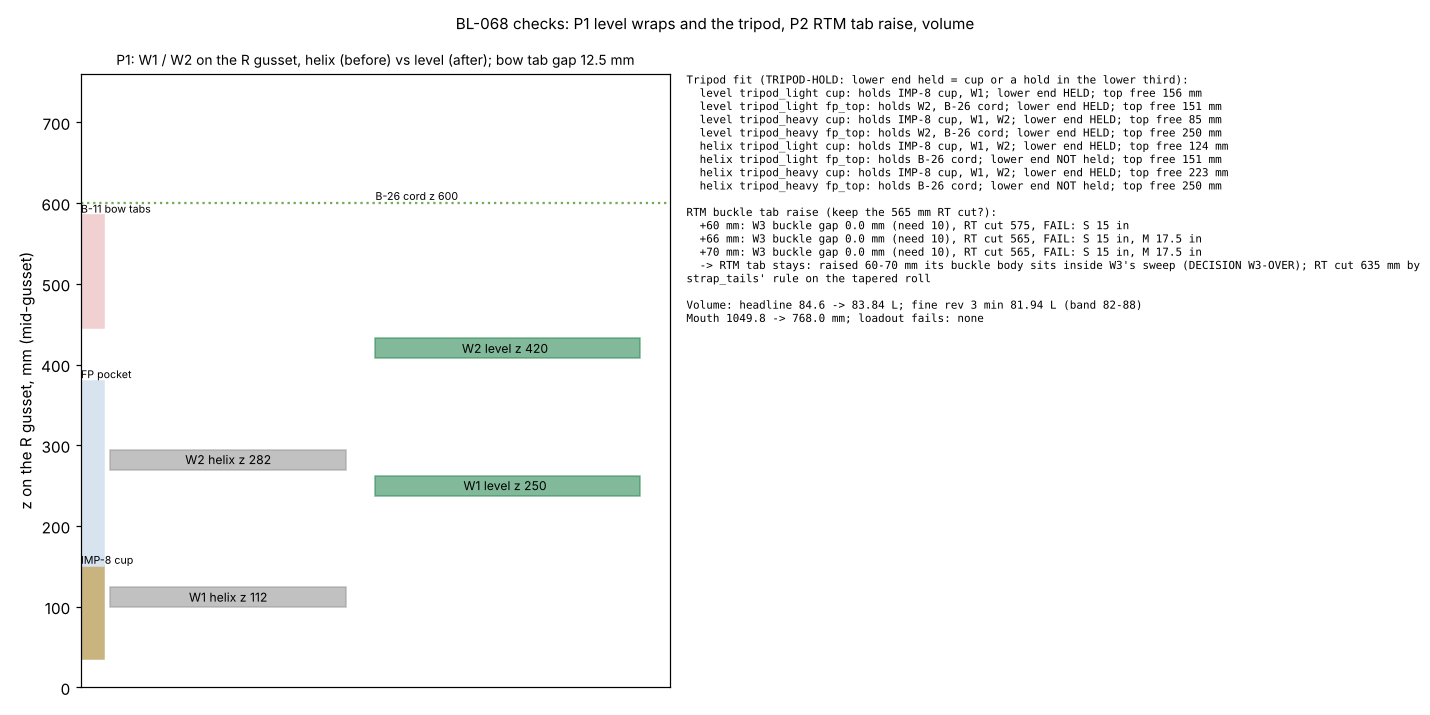 BL-068 checks: P1 level wraps and the tripod, P2 RTM tab raise, volume
P1: W1 / W2 on the R gusset, helix (before) vs level (after); bow tab gap 12.5 mm
z on the R gusset, mm (mid-gusset)
700
600
500
400
300
200
100
0
B-26 cord z 600
B-11 bow tabs
W2 level z 420
FP pocket
W2 helix z 282
W1 level z 250
IMP-8 cup
W1 helix z 112
Tripod fit (TRIPOD-HOLD: lower end held = cup or a hold in the lower third):
level tripod_light cup: holds IMP-8 cup, W1; lower end HELD; top free 156 mm
level tripod_light fp_top: holds W2, B-26 cord; lower end HELD; top free 151 mm
level tripod_heavy cup: holds IMP-8 cup, W1, W2; lower end HELD; top free 85 mm
level tripod_heavy fp_top: holds W2, B-26 cord; lower end HELD; top free 250 mm
helix tripod_light cup: holds IMP-8 cup, W1, W2; lower end HELD; top free 124 mm
helix tripod_light fp_top: holds B-26 cord; lower end NOT held; top free 151 mm
helix tripod_heavy cup: holds IMP-8 cup, W1, W2; lower end HELD; top free 223 mm
helix tripod_heavy fp_top: holds B-26 cord; lower end NOT held; top free 250 mm
RTM buckle tab raise (keep the 565 mm RT cut?):
+60 mm: W3 buckle gap 0.0 mm (need 10), RT cut 575, FAIL: S 15 in
+66 mm: W3 buckle gap 0.0 mm (need 10), RT cut 565, FAIL: S 15 in, M 17.5 in
+70 mm: W3 buckle gap 0.0 mm (need 10), RT cut 565, FAIL: S 15 in, M 17.5 in
-> RTM tab stays: raised 60-70 mm its buckle body sits inside W3's sweep (DECISION W3-OVER); RT cut 635 mm by
strap_tails' rule on the tapered roll
Volume: headline 84.6 -> 83.84 L; fine rev 3 min 81.94 L (band 82-88)
Mouth 1049.8 -> 768.0 mm; loadout fails: none